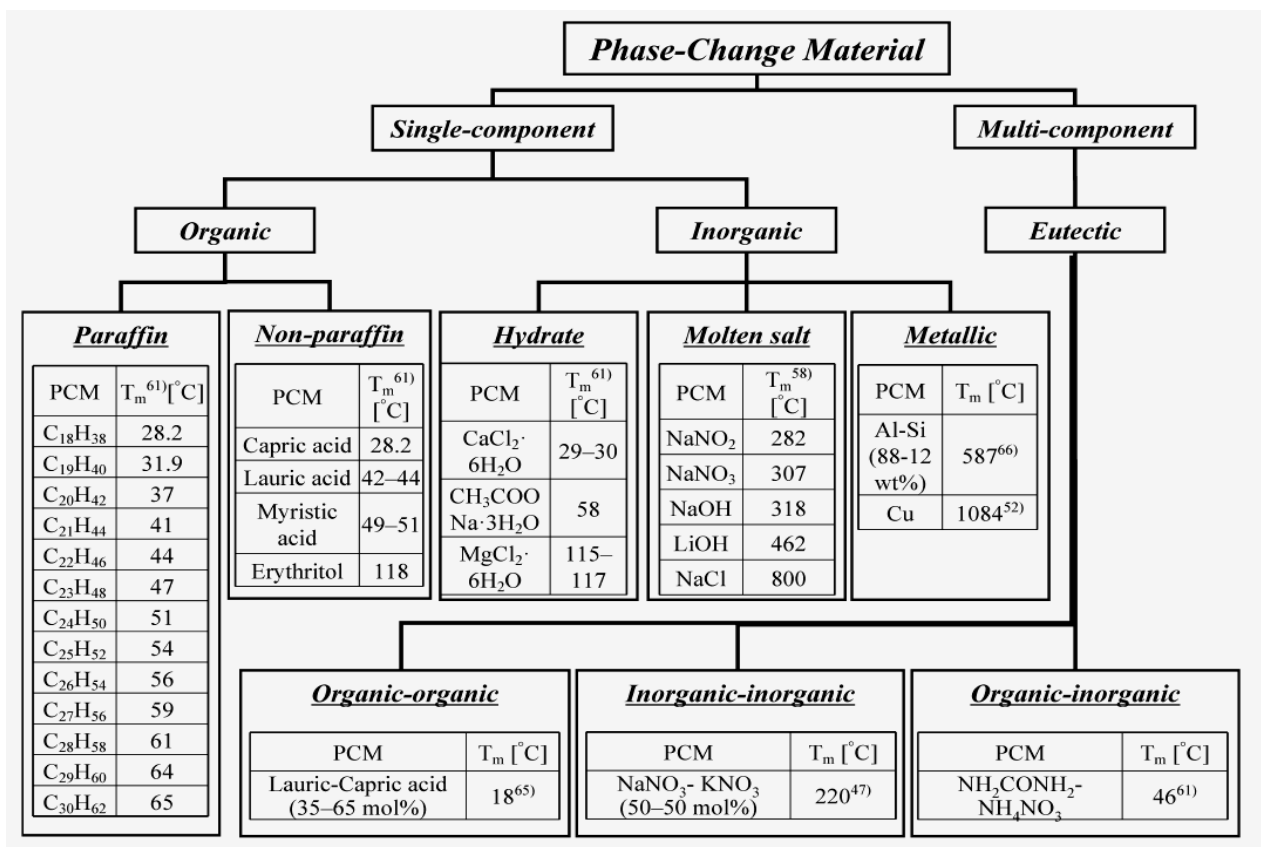 Phase-Change Material
Single-component
Multi-component
Organic
Inorganic
Eutectic
Paraffin
PCM Tₘ⁶¹⁾[°C]
C₁₈H₃₈ 28.2
C₁₉H₄₀ 31.9
C₂₀H₄₂ 37
C₂₁H₄₄ 41
C₂₂H₄₆ 44
C₂₃H₄₈ 47
C₂₄H₅₀ 51
C₂₅H₅₂ 54
C₂₆H₅₄ 56
C₂₇H₅₆ 59
C₂₈H₅₈ 61
C₂₉H₆₀ 64
C₃₀H₆₂ 65
Non-paraffin
PCM Tₘ⁶¹⁾
[°C]
Capric acid 28.2
Lauric acid 42–44
Myristic
acid 49–51
Erythritol 118
Hydrate
PCM Tₘ⁶¹⁾
[°C]
CaCl₂·
6H₂O 29–30
CH₃COO
Na·3H₂O 58
MgCl₂· 115–
6H₂O 117
Molten salt
PCM Tₘ⁵⁸⁾
[°C]
NaNO₂ 282
NaNO₃ 307
NaOH 318
LiOH 462
NaCl 800
Metallic
PCM Tₘ [°C]
Al-Si
(88-12 587⁶⁶⁾
wt%)
Cu 1084⁵²⁾
Organic-organic
PCM Tₘ [°C]
Lauric-Capric acid
(35–65 mol%) 18⁶⁵⁾
Inorganic-inorganic
PCM Tₘ [°C]
NaNO₃- KNO₃
(50–50 mol%) 220⁴⁷⁾
Organic-inorganic
PCM Tₘ [°C]
NH₂CONH₂-
NH₄NO₃ 46⁶¹⁾